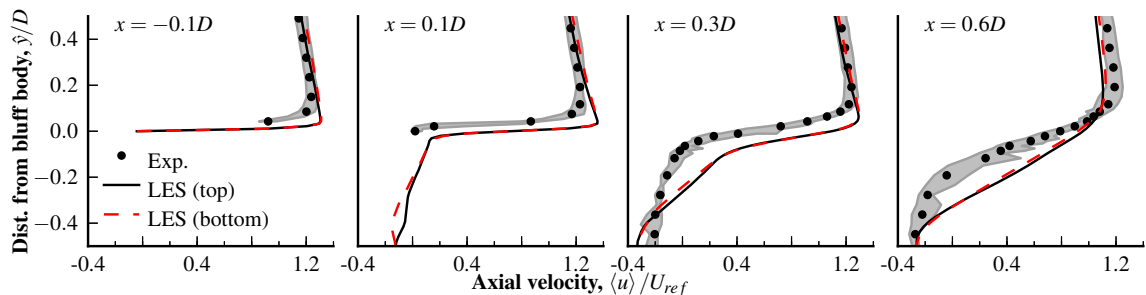 x = −0.1D x = 0.1D x = 0.3D x = 0.6D
0.4
0.2
0.0
−0.2
−0.4
Dist. from bluff body, ŷ/D
Exp.
LES (top)
LES (bottom)
-0.4 0.4 1.2 0.4 1.2 -0.4 0.4 1.2 -0.4 0.4 1.2
Axial velocity, ⟨u⟩/U_ref